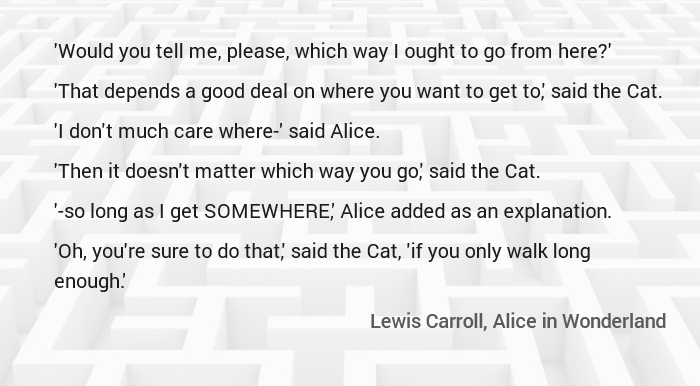 'Would you tell me, please, which way I ought to go from here?'
'That depends a good deal on where you want to get to,' said the Cat.
'I don't much care where-' said Alice.
'Then it doesn't matter which way you go,' said the Cat.
'-so long as I get SOMEWHERE,' Alice added as an explanation.
'Oh, you're sure to do that,' said the Cat, 'if you only walk long
enough.'
Lewis Carroll, Alice in Wonderland